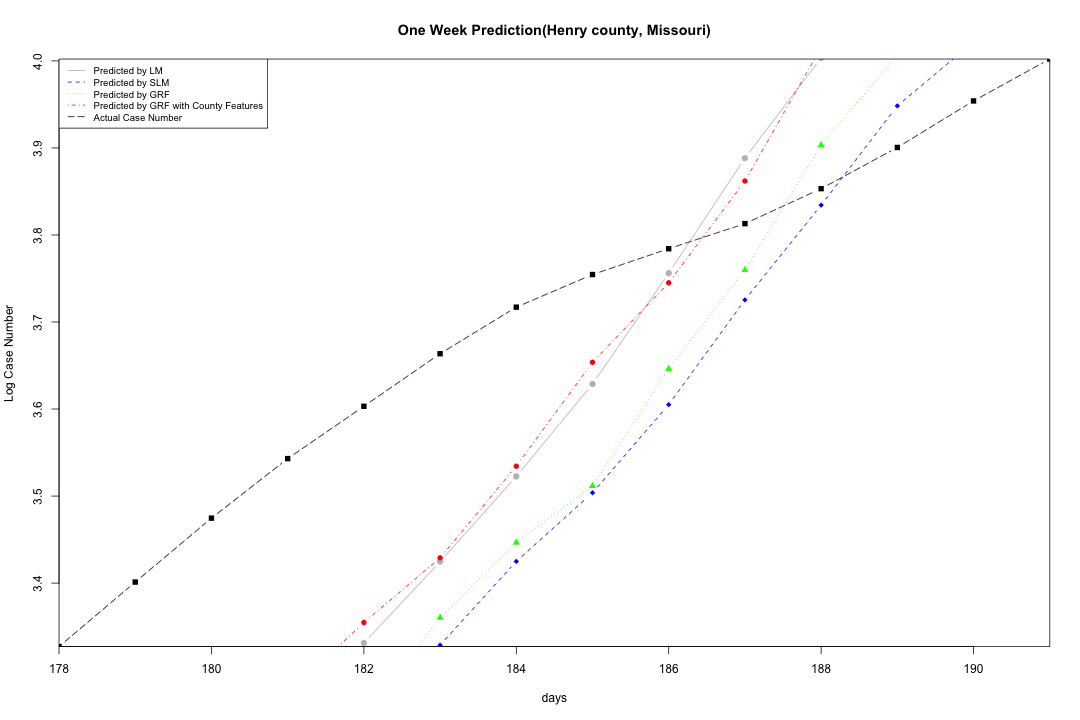 One Week Prediction(Henry county, Missouri)
Predicted by LM
Predicted by SLM
Predicted by GRF
Predicted by GRF with County Features
Actual Case Number
4.0
3.9
3.8
3.7
3.6
3.5
3.4
Log Case Number
178 180 182 184 186 188 190
days